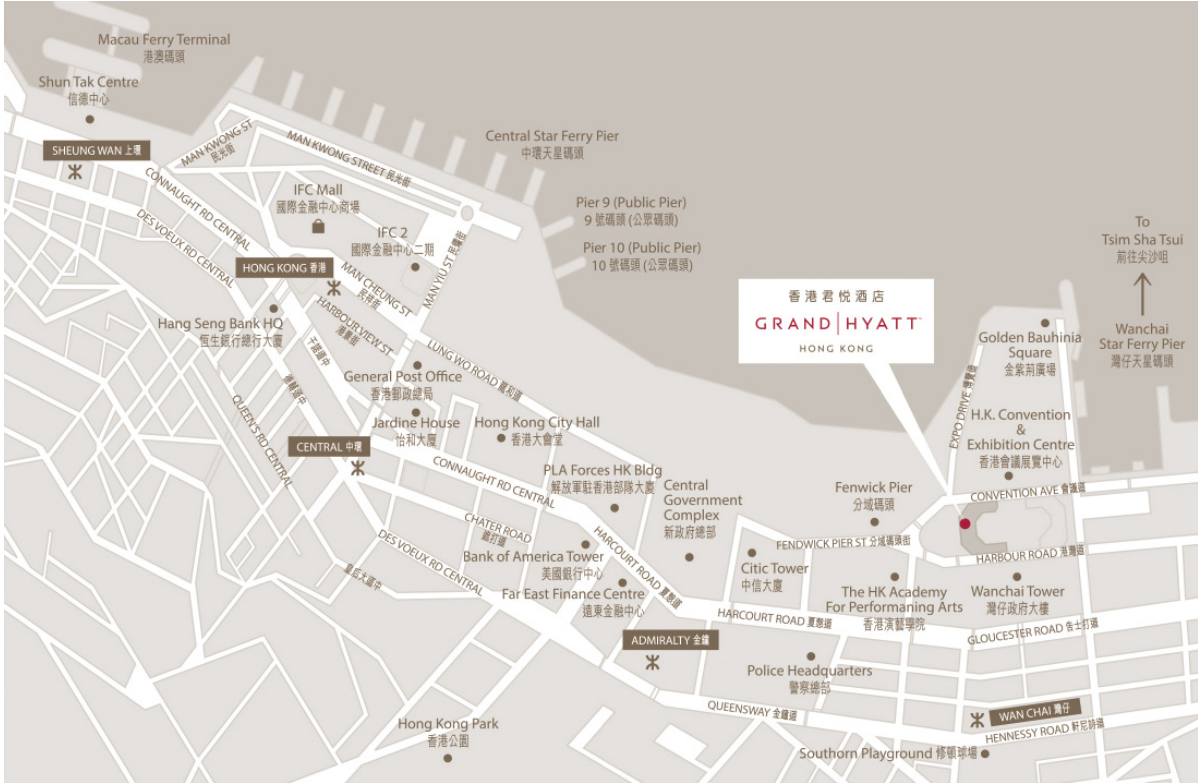 Macau Ferry Terminal
港澳碼頭
Shun Tak Centre
信德中心
SHEUNG WAN 上環
MAN KWONG ST
民光街
MAN KWONG STREET 民光街
Central Star Ferry Pier
中環天星碼頭
CONNAUGHT RD CENTRAL
DES VOEUX RD CENTRAL
IFC Mall
國際金融中心商場
IFC 2
國際金融中心二期
Pier 9 (Public Pier)
9 號碼頭 (公眾碼頭)
Pier 10 (Public Pier)
10 號碼頭 (公眾碼頭)
To
Tsim Sha Tsui
前往尖沙咀
Wanchai
Star Ferry Pier
灣仔天星碼頭
HONG KONG 香港
MAN CHEUNG ST
民祥街
MAN YIU ST 民耀街
HARBOUR VIEW ST
港景街
香港君悦酒店
GRAND HYATT
HONG KONG
Hang Seng Bank HQ
恆生銀行總行大廈
干諾道中
德輔道中
LUNG WO ROAD 龍和道
Golden Bauhinia
Square
金紫荊廣場
EXPO DRIVE 博覽道
General Post Office
香港郵政總局
Jardine House
怡和大廈
Hong Kong City Hall
香港大會堂
QUEEN'S RD CENTRAL
CENTRAL 中環
H.K. Convention
&
Exhibition Centre
香港會議展覽中心
CONNAUGHT RD CENTRAL
PLA Forces HK Bldg
解放軍駐香港部隊大廈
Central
Government
Complex
新政府總部
Fenwick Pier
分域碼頭
CONVENTION AVE 會議道
CHATER ROAD
遮打道
DES VOEUX RD CENTRAL
皇后大道中
HARCOURT ROAD 夏慤道
Bank of America Tower
美國銀行中心
Far East Finance Centre
遠東金融中心
FENDWICK PIER ST 分域碼頭街
HARBOUR ROAD 港灣道
Citic Tower
中信大廈
The HK Academy
For Performaning Arts
香港演藝學院
Wanchai Tower
灣仔政府大樓
HARCOURT ROAD 夏慤道
GLOUCESTER ROAD 告士打道
ADMIRALTY 金鐘
Police Headquarters
警察總部
QUEENSWAY 金鐘道
WAN CHAI 灣仔
HENNESSY ROAD 軒尼詩道
Hong Kong Park
香港公園
Southorn Playground 修頓球場